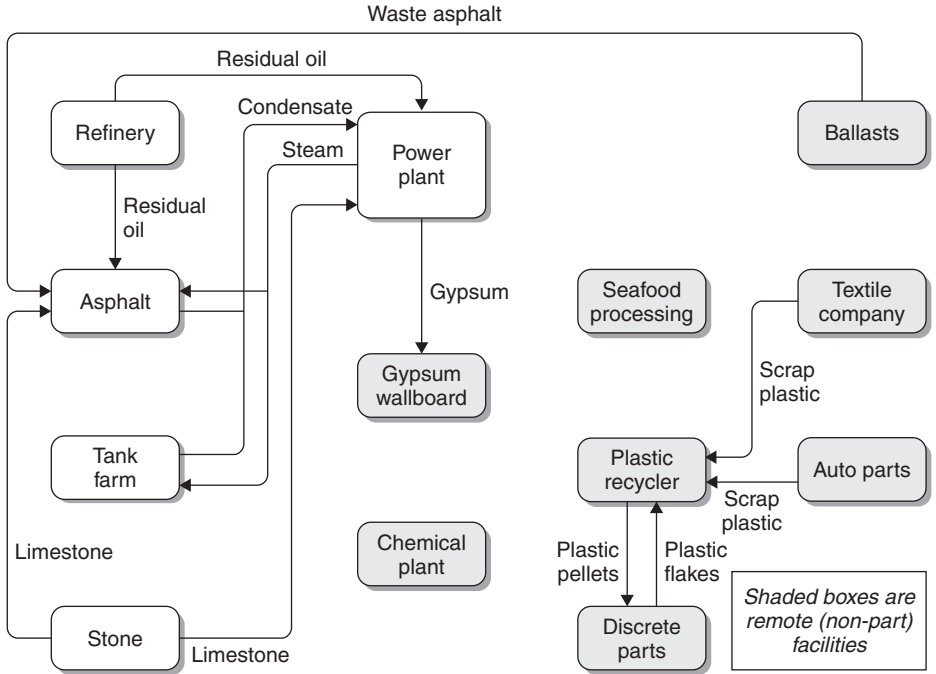 Waste asphalt
Residual oil
Refinery
Condensate
Ballasts
Steam
Power
plant
Residual
oil
Asphalt
Gypsum
Seafood
processing
Textile
company
Gypsum
wallboard
Scrap
plastic
Tank
farm
Plastic
recycler
Auto parts
Scrap
plastic
Limestone
Chemical
plant
Plastic
pellets
Plastic
flakes
Stone
Limestone
Discrete
parts
Shaded boxes are
remote (non-part)
facilities